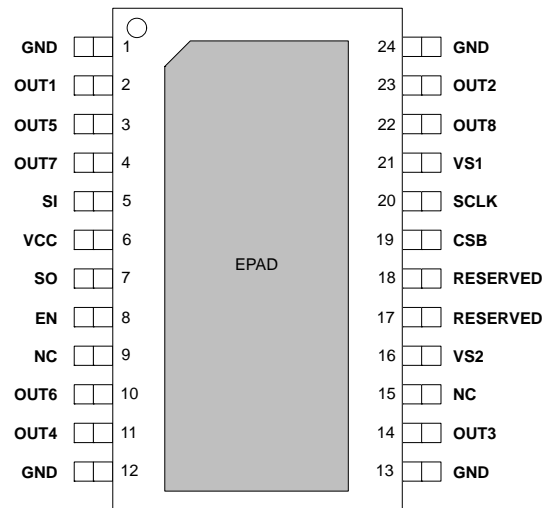 GND 1 24 GND
OUT1 2 23 OUT2
OUT5 3 22 OUT8
OUT7 4 21 VS1
SI 5 20 SCLK
VCC 6 19 CSB
EPAD
SO 7 18 RESERVED
EN 8 17 RESERVED
NC 9 16 VS2
OUT6 10 15 NC
OUT4 11 14 OUT3
GND 12 13 GND